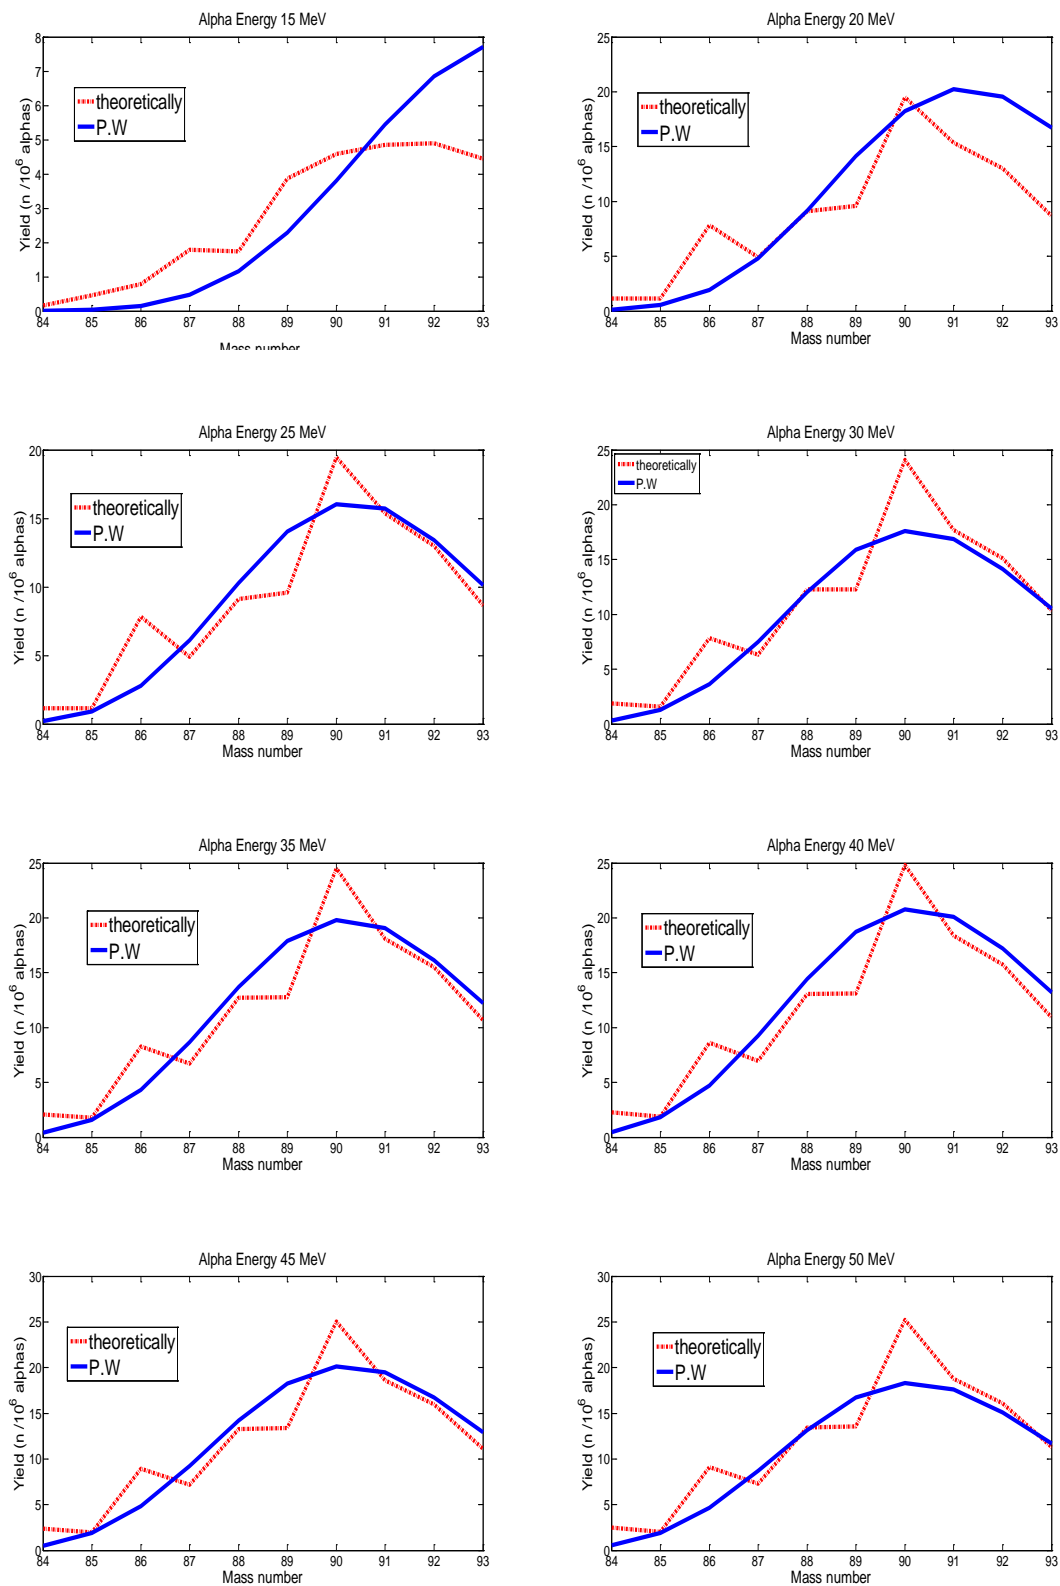 Alpha Energy 15 MeV
8
7
6
5
4
3
2
1
0
Yield (n /10^6 alphas)
theoretically
P.W
84 85 86 87 88 89 90 91 92 93
Mass number
Alpha Energy 20 MeV
25
20
15
10
5
0
Yield (n /10^6 alphas)
theoretically
P.W
84 85 86 87 88 89 90 91 92 93
Mass number
Alpha Energy 25 MeV
20
15
10
5
0
Yield (n /10^6 alphas)
theoretically
P.W
84 85 86 87 88 89 90 91 92 93
Mass number
Alpha Energy 30 MeV
25
20
15
10
5
0
Yield (n /10^6 alphas)
theoretically
P.W
84 85 86 87 88 89 90 91 92 93
Mass number
Alpha Energy 35 MeV
25
20
15
10
5
0
Yield (n /10^6 alphas)
theoretically
P.W
84 85 86 87 88 89 90 91 92 93
Mass number
Alpha Energy 40 MeV
25
20
15
10
5
0
Yield (n /10^6 alphas)
theoretically
P.W
84 85 86 87 88 89 90 91 92 93
Mass number
Alpha Energy 45 MeV
30
25
20
15
10
5
0
Yield (n /10^6 alphas)
theoretically
P.W
84 85 86 87 88 89 90 91 92 93
Mass number
Alpha Energy 50 MeV
30
25
20
15
10
5
0
Yield (n /10^6 alphas)
theoretically
P.W
84 85 86 87 88 89 90 91 92 93
Mass number